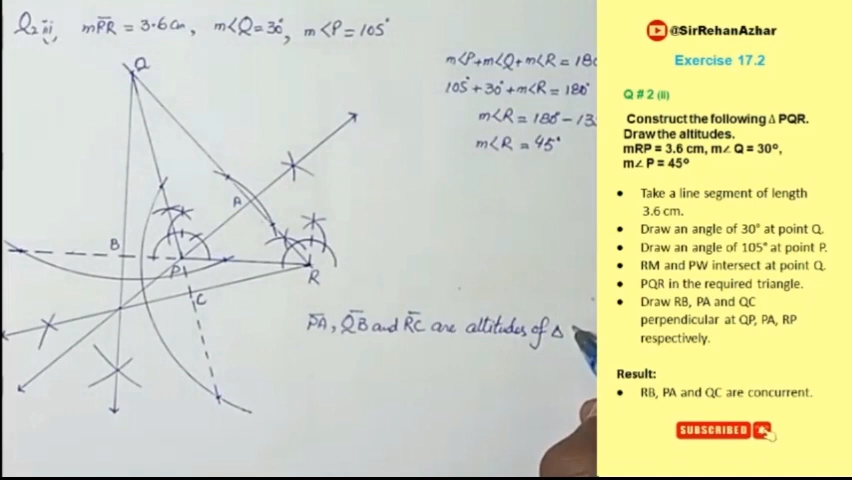 Q2 iii, mPR = 3.6 cm, m∠Q = 30°, m∠P = 105°
m∠P + m∠Q + m∠R = 180
105° + 30° + m∠R = 180°
m∠R = 180 - 13
m∠R = 45°
Q
A
B
P
R
C
PA, QB and RC are altitudes of Δ
@SirRehanAzhar
Exercise 17.2
Q # 2 (II)
Construct the following Δ PQR.
Draw the altitudes.
mRP = 3.6 cm, m∠ Q = 30º,
m∠ P = 45º
• Take a line segment of length
3.6 cm.
• Draw an angle of 30° at point Q.
• Draw an angle of 105° at point P.
• RM and PW intersect at point Q.
• PQR in the required triangle.
• Draw RB, PA and QC
perpendicular at QP, PA, RP
respectively.
Result:
• RB, PA and QC are concurrent.
SUBSCRIBED